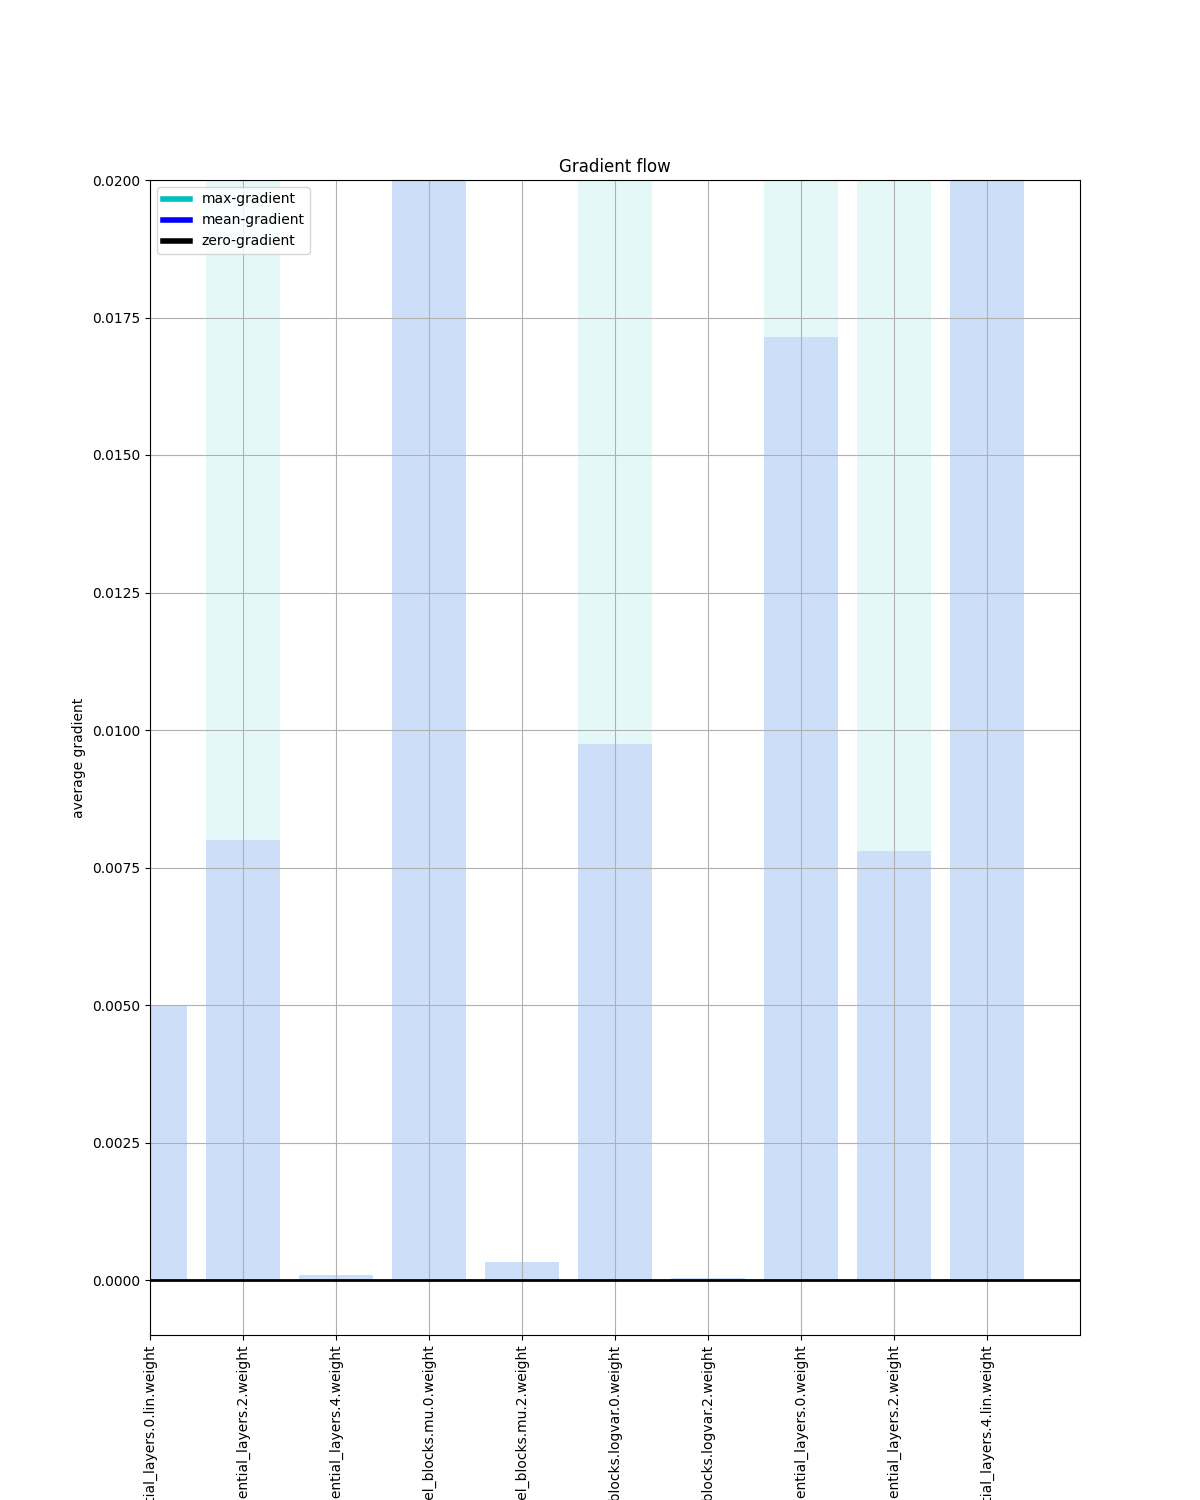 Gradient flow
max-gradient
mean-gradient
zero-gradient
0.0200
0.0175
0.0150
0.0125
0.0100
0.0075
0.0050
0.0025
0.0000
average gradient
tial_layers.0.lin.weight
ential_layers.2.weight
ential_layers.4.weight
el_blocks.mu.0.weight
el_blocks.mu.2.weight
blocks.logvar.0.weight
blocks.logvar.2.weight
ential_layers.0.weight
ential_layers.2.weight
tial_layers.4.lin.weight